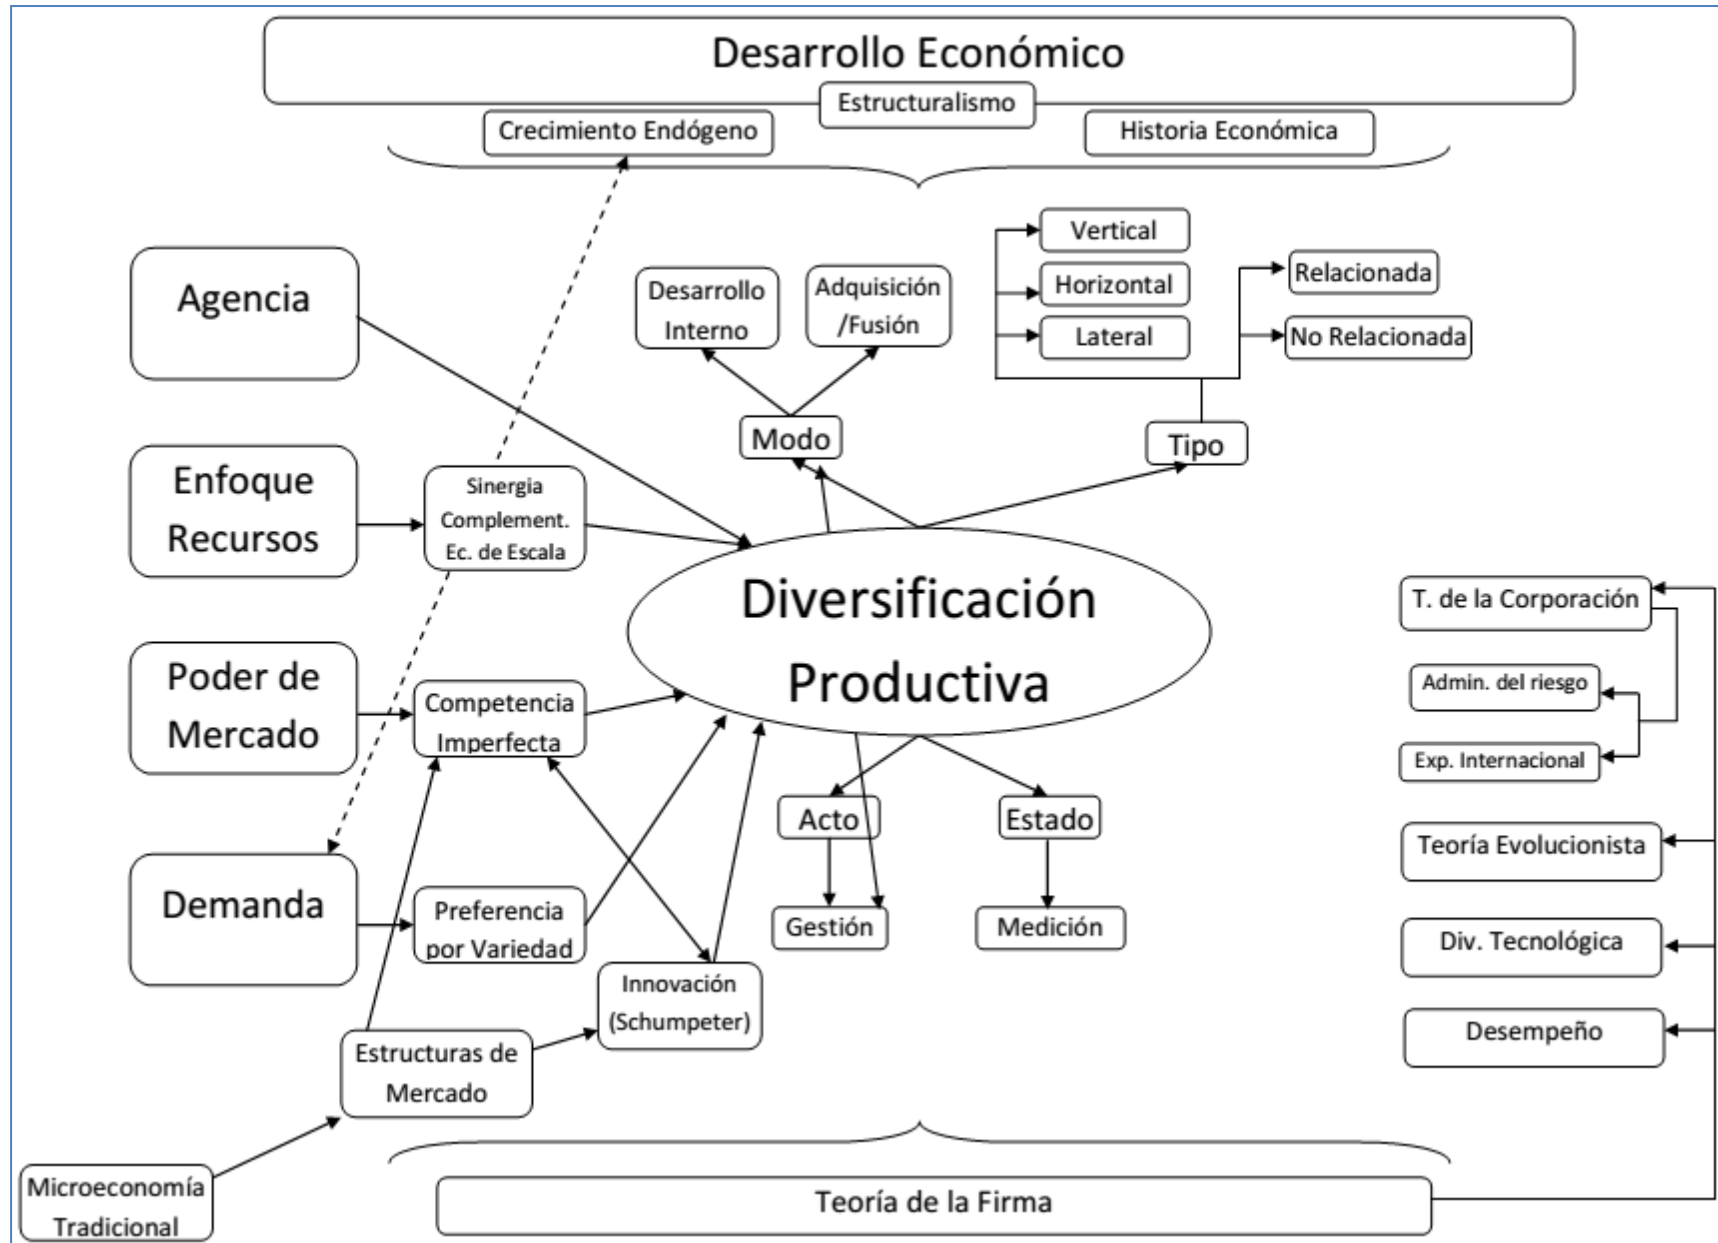 Desarrollo Económico
Estructuralismo
Crecimiento Endógeno
Historia Económica
Vertical
Horizontal
Lateral
Relacionada
No Relacionada
Desarrollo
Interno
Adquisición
/Fusión
Modo
Tipo
Agencia
Enfoque
Recursos
Sinergia
Complement.
Ec. de Escala
Diversificación
Productiva
Poder de
Mercado
Competencia
Imperfecta
T. de la Corporación
Admin. del riesgo
Exp. Internacional
Acto
Estado
Teoría Evolucionista
Demanda
Preferencia
por Variedad
Gestión
Medición
Div. Tecnológica
Innovación
(Schumpeter)
Desempeño
Estructuras de
Mercado
Microeconomía
Tradicional
Teoría de la Firma